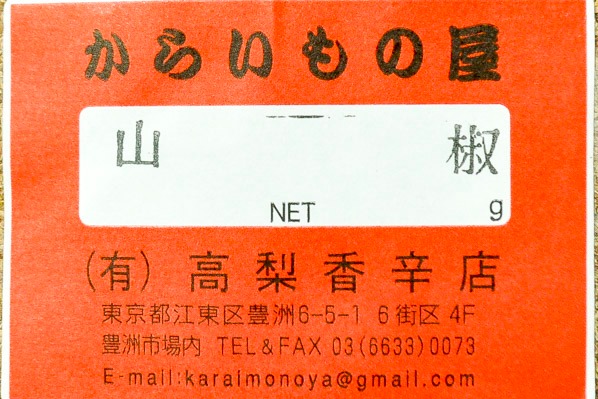 からいもの屋
山 椒
NET g
(有) 高梨香辛店
東京都江東区豊洲6-5-1 6街区4F
豊洲市場内 TEL&FAX 03(6633)0073
E-mail:karaimonoya@gmail.com